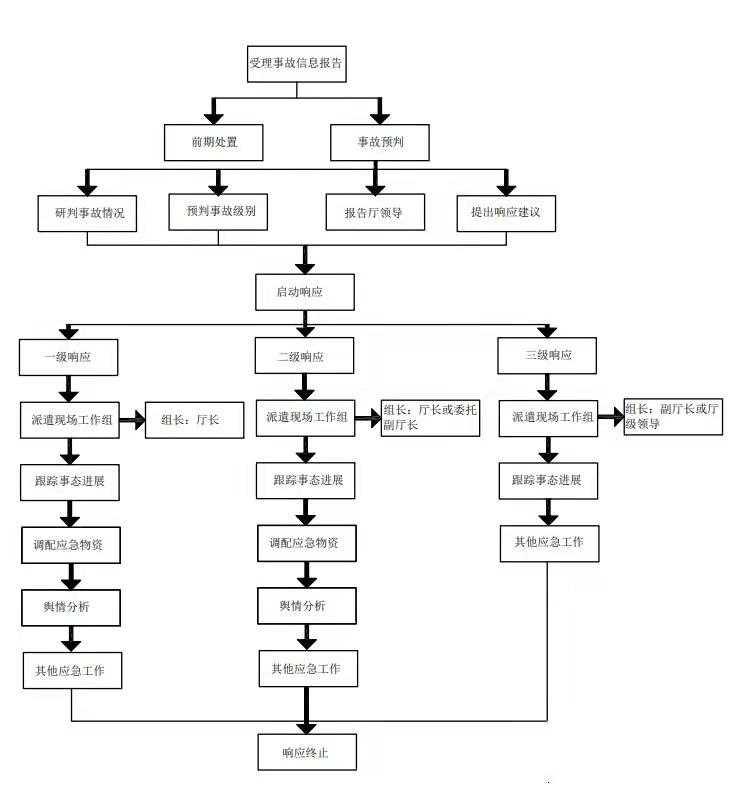 受理事故信息报告
前期处置
事故预判
研判事故情况
预判事故级别
报告厅领导
提出响应建议
启动响应
一级响应
二级响应
三级响应
派遣现场工作组
组长：厅长
派遣现场工作组
组长：厅长或委托
副厅长
派遣现场工作组
组长：副厅长或厅
级领导
跟踪事态进展
跟踪事态进展
跟踪事态进展
调配应急物资
调配应急物资
其他应急工作
舆情分析
舆情分析
其他应急工作
其他应急工作
响应终止